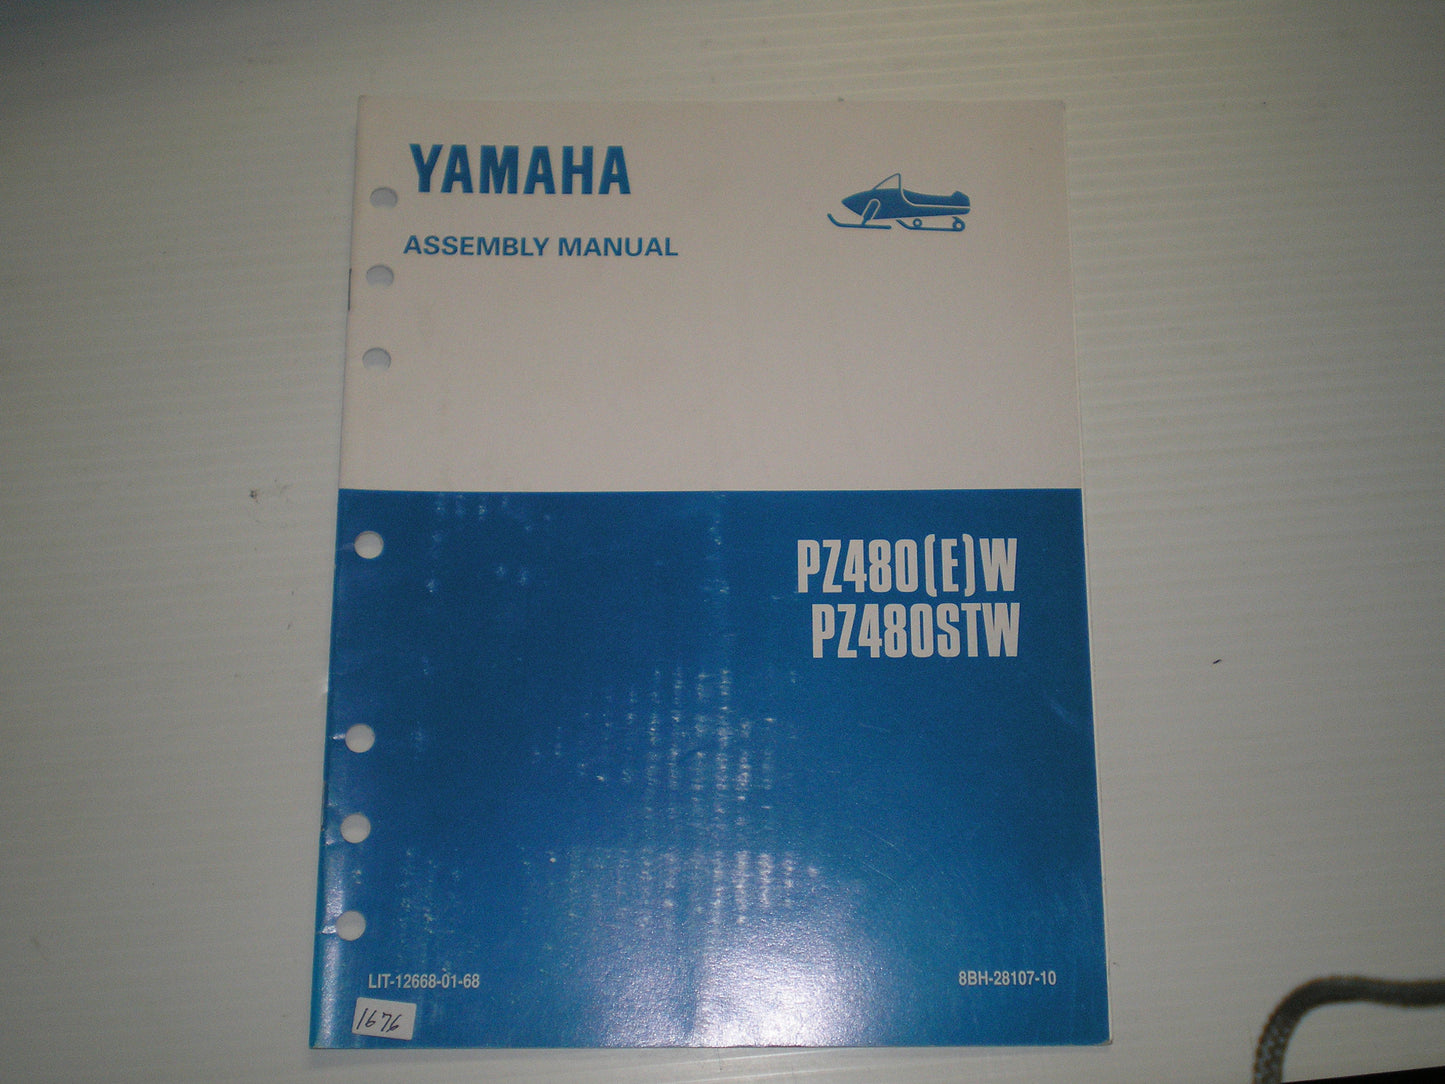 YAMAHA
ASSEMBLY MANUAL
PZ480(E)W
PZ480STW
LIT-12668-01-68
8BH-28107-10
1676